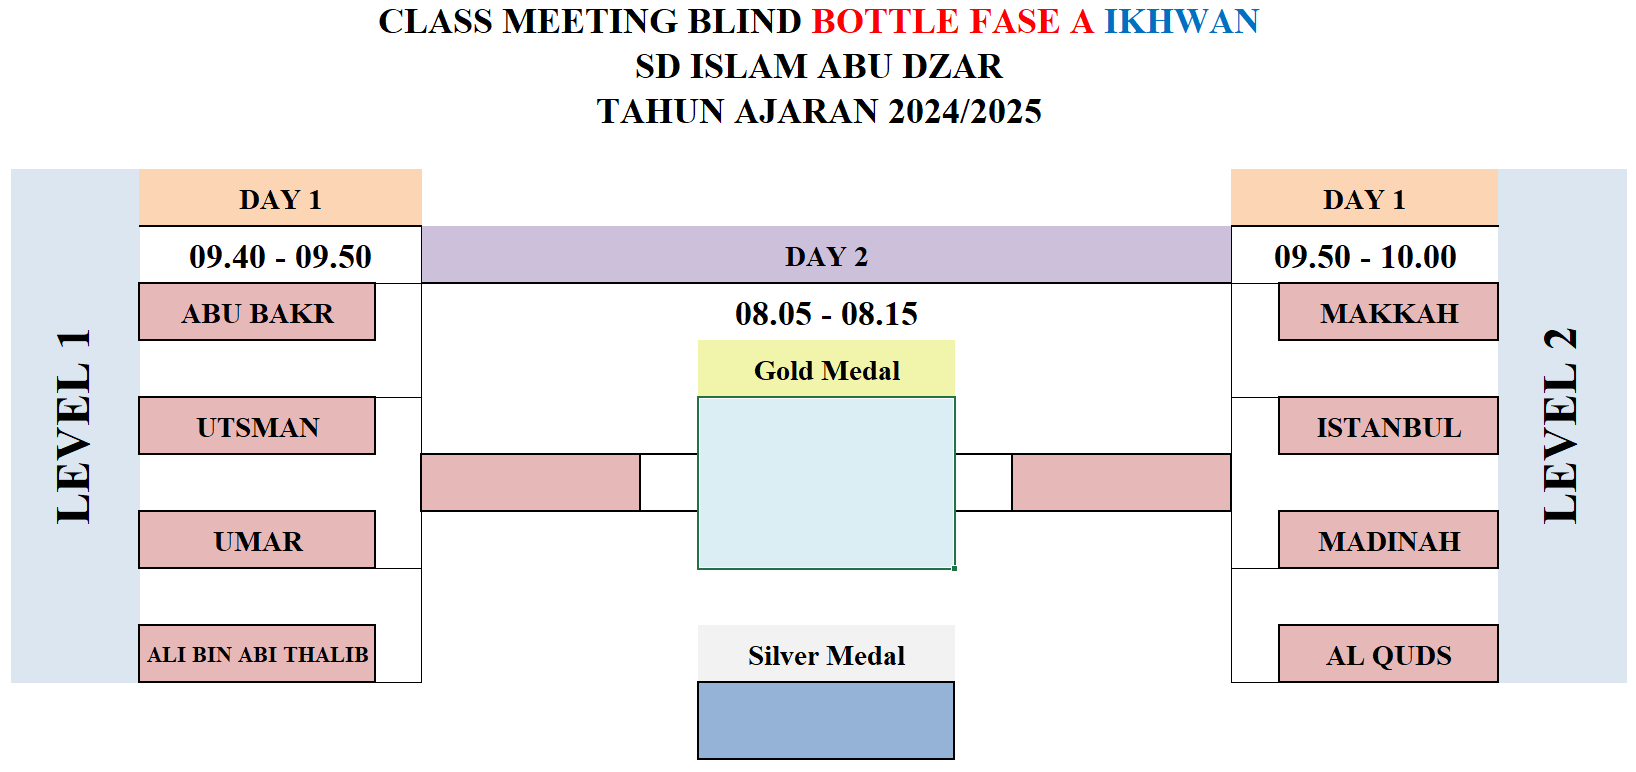 CLASS MEETING BLIND BOTTLE FASE A IKHWAN
SD ISLAM ABU DZAR
TAHUN AJARAN 2024/2025
LEVEL 1
DAY 1
09.40 - 09.50
ABU BAKR
UTSMAN
UMAR
ALI BIN ABI THALIB
DAY 2
08.05 - 08.15
Gold Medal
Silver Medal
DAY 1
09.50 - 10.00
MAKKAH
ISTANBUL
MADINAH
AL QUDS
LEVEL 2